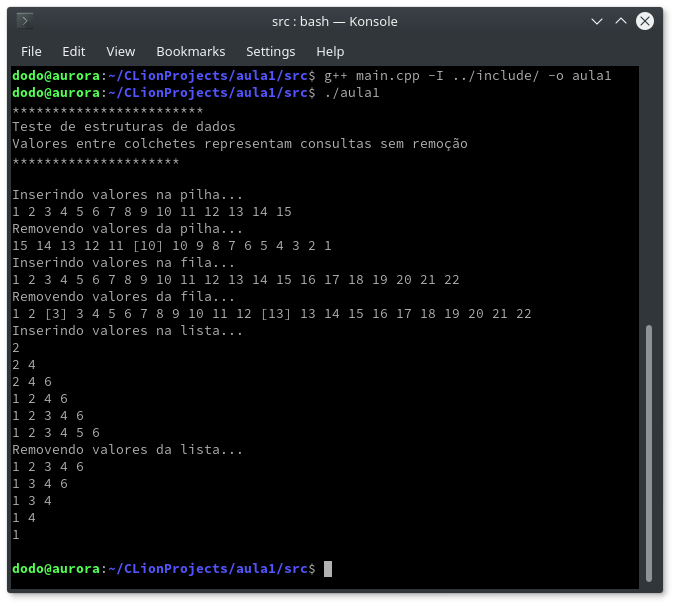 src : bash — Konsole
File Edit View Bookmarks Settings Help
dodo@aurora:~/CLionProjects/aula1/src$ g++ main.cpp -I ../include/ -o aula1
dodo@aurora:~/CLionProjects/aula1/src$ ./aula1
************************
Teste de estruturas de dados
Valores entre colchetes representam consultas sem remoção
*********************
Inserindo valores na pilha...
1 2 3 4 5 6 7 8 9 10 11 12 13 14 15
Removendo valores da pilha...
15 14 13 12 11 [10] 10 9 8 7 6 5 4 3 2 1
Inserindo valores na fila...
1 2 3 4 5 6 7 8 9 10 11 12 13 14 15 16 17 18 19 20 21 22
Removendo valores da fila...
1 2 [3] 3 4 5 6 7 8 9 10 11 12 [13] 13 14 15 16 17 18 19 20 21 22
Inserindo valores na lista...
2
2 4
2 4 6
1 2 4 6
1 2 3 4 6
1 2 3 4 5 6
Removendo valores da lista...
1 2 3 4 6
1 3 4 6
1 3 4
1 4
1
dodo@aurora:~/CLionProjects/aula1/src$